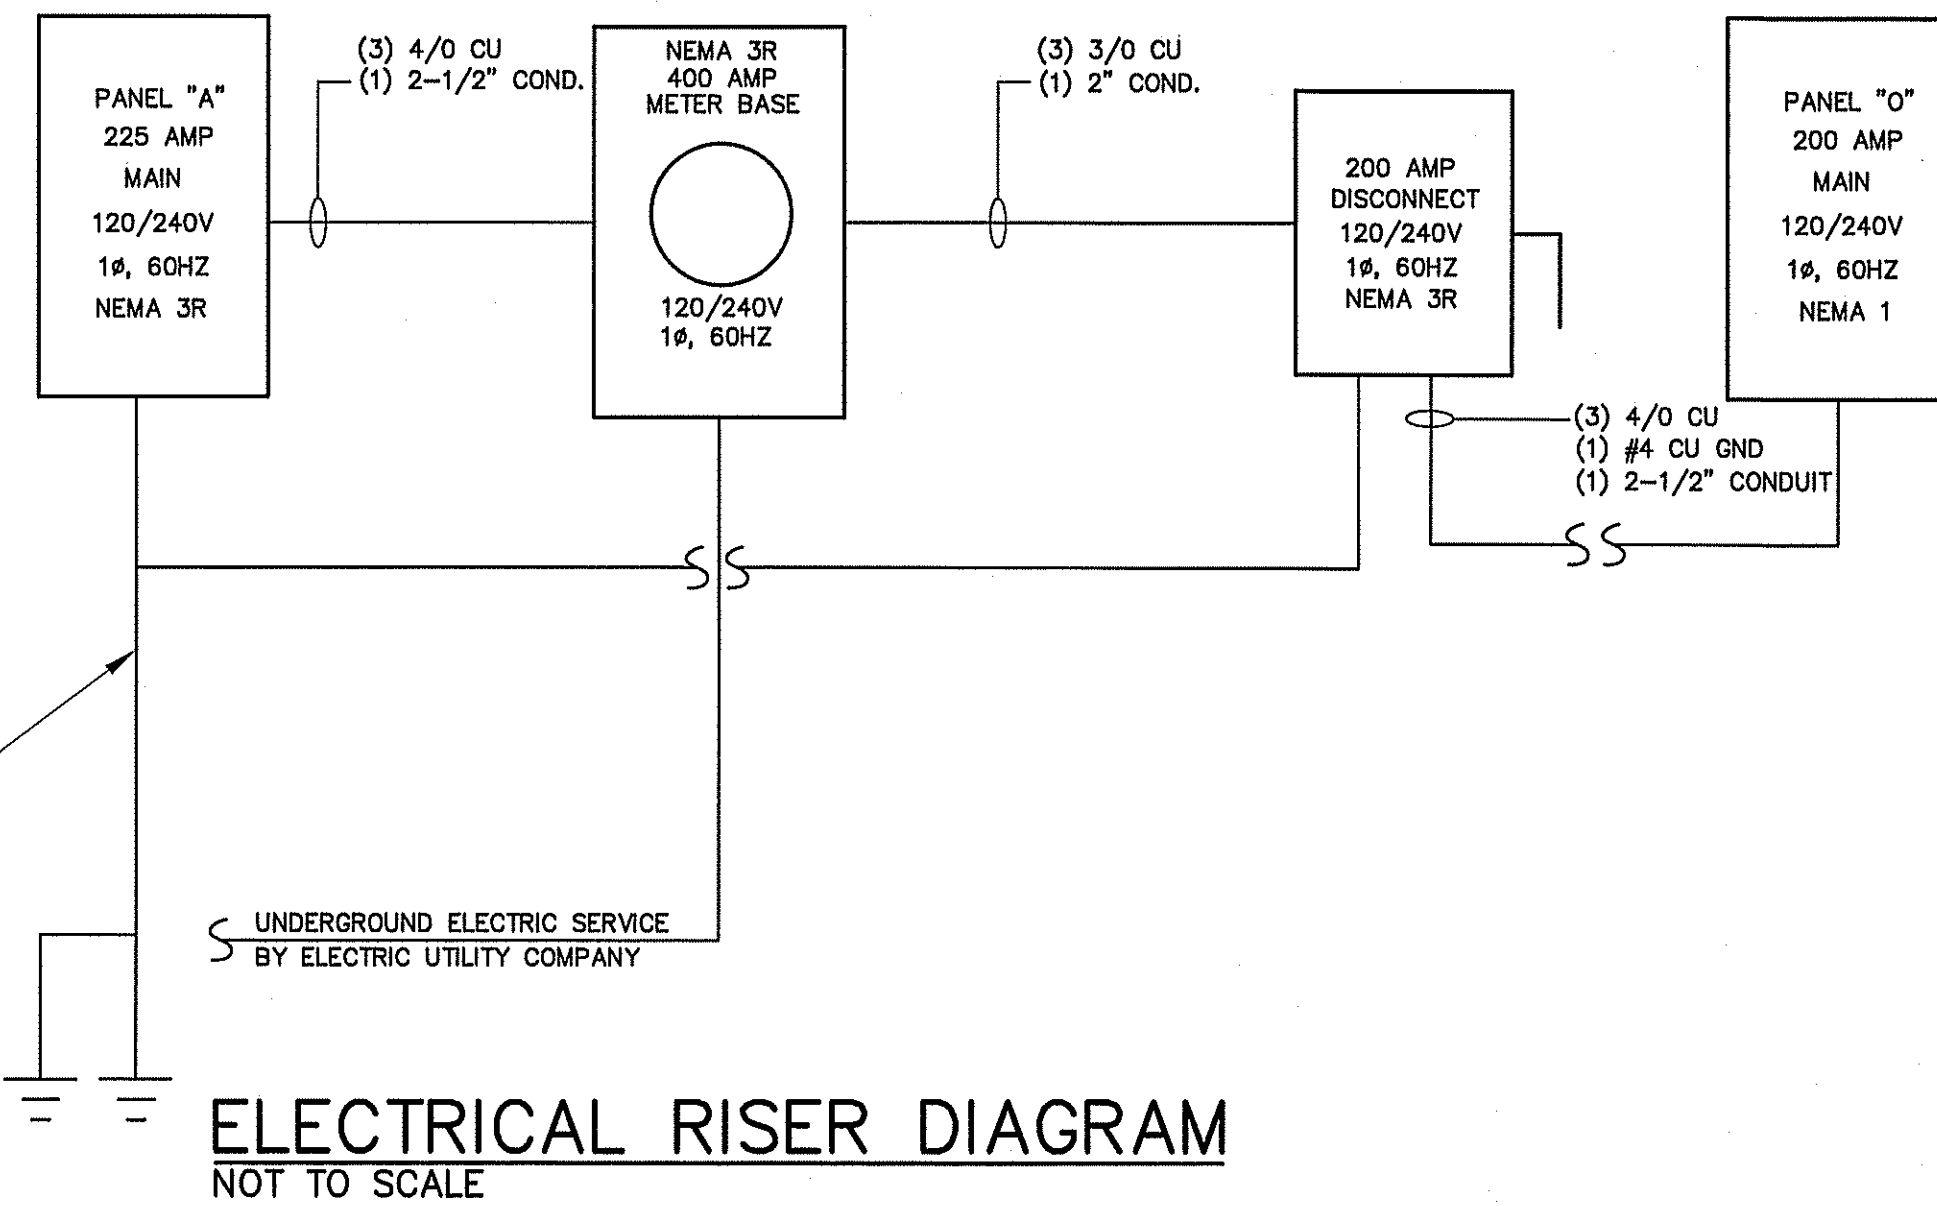 PANEL "A"
225 AMP
MAIN
120/240V
1ø, 60HZ
NEMA 3R
(3) 4/0 CU
(1) 2-1/2" COND.
NEMA 3R
400 AMP
METER BASE
120/240V
1ø, 60HZ
(3) 3/0 CU
(1) 2" COND.
200 AMP
DISCONNECT
120/240V
1ø, 60HZ
NEMA 3R
PANEL "O"
200 AMP
MAIN
120/240V
1ø, 60HZ
NEMA 1
(3) 4/0 CU
(1) #4 CU GND
(1) 2-1/2" CONDUIT
UNDERGROUND ELECTRIC SERVICE
BY ELECTRIC UTILITY COMPANY
ELECTRICAL RISER DIAGRAM
NOT TO SCALE